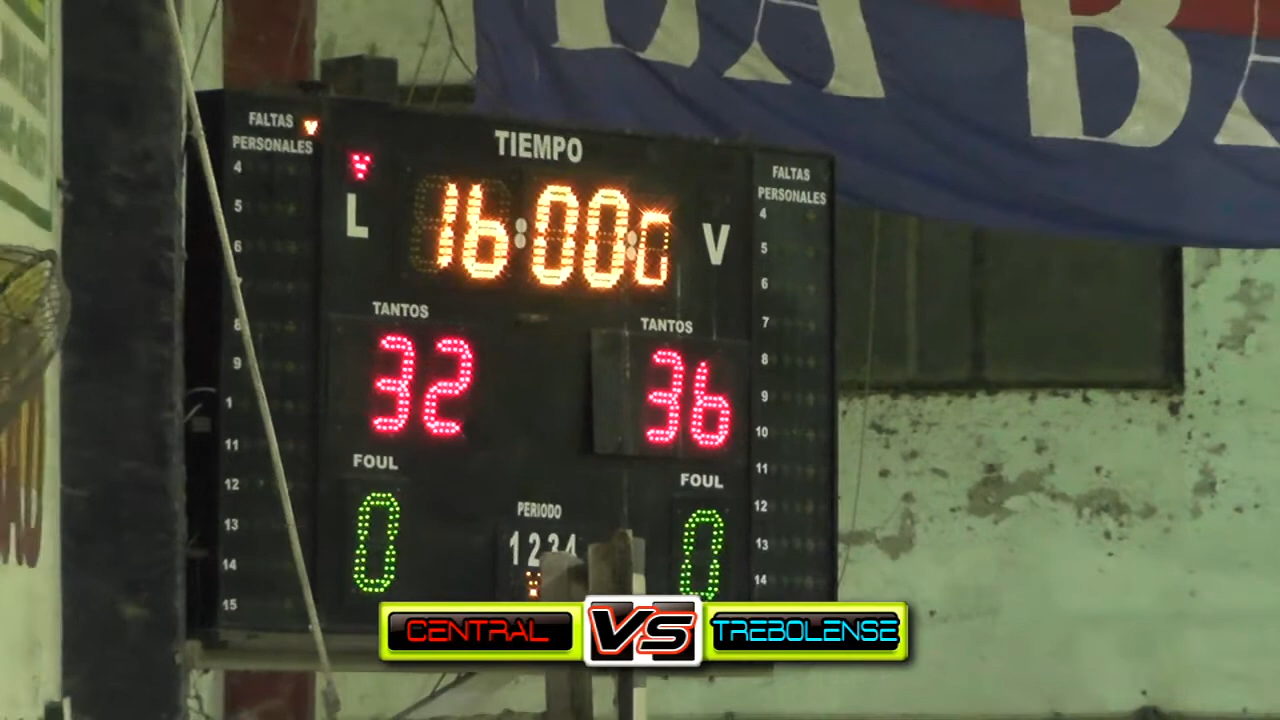 FALTAS
PERSONALES
4
5
6
8
9
1
11
12
13
14
15
TIEMPO
L
16:00:0
V
TANTOS
32
TANTOS
36
FOUL
0
FOUL
0
PERIODO
1234
FALTAS
PERSONALES
4
5
6
7
8
9
10
11
12
13
14
CENTRAL VS TREBOLENSE